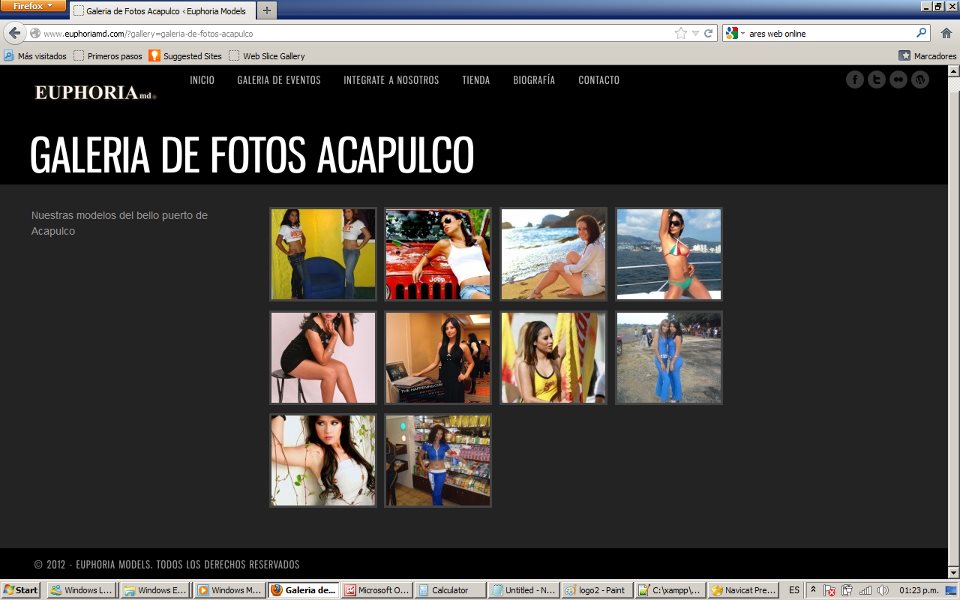 Firefox
Galeria de Fotos Acapulco ‹ Euphoria Models
www.euphoriamd.com/?gallery=galeria-de-fotos-acapulco
ares web online
Más visitados
Primeros pasos
Suggested Sites
Web Slice Gallery
Marcadores
EUPHORIA md
INICIO
GALERIA DE EVENTOS
INTEGRATE A NOSOTROS
TIENDA
BIOGRAFÍA
CONTACTO
GALERIA DE FOTOS ACAPULCO
Nuestras modelos del bello puerto de
Acapulco
Jeep
© 2012 - EUPHORIA MODELS. TODOS LOS DERECHOS RESERVADOS
Start
Windows L...
Windows E...
Windows M...
Galeria de...
Microsoft O...
Calculator
Untitled - N...
logo2 - Paint
C:\xampp\...
Navicat Pre...
ES
01:23 p.m.